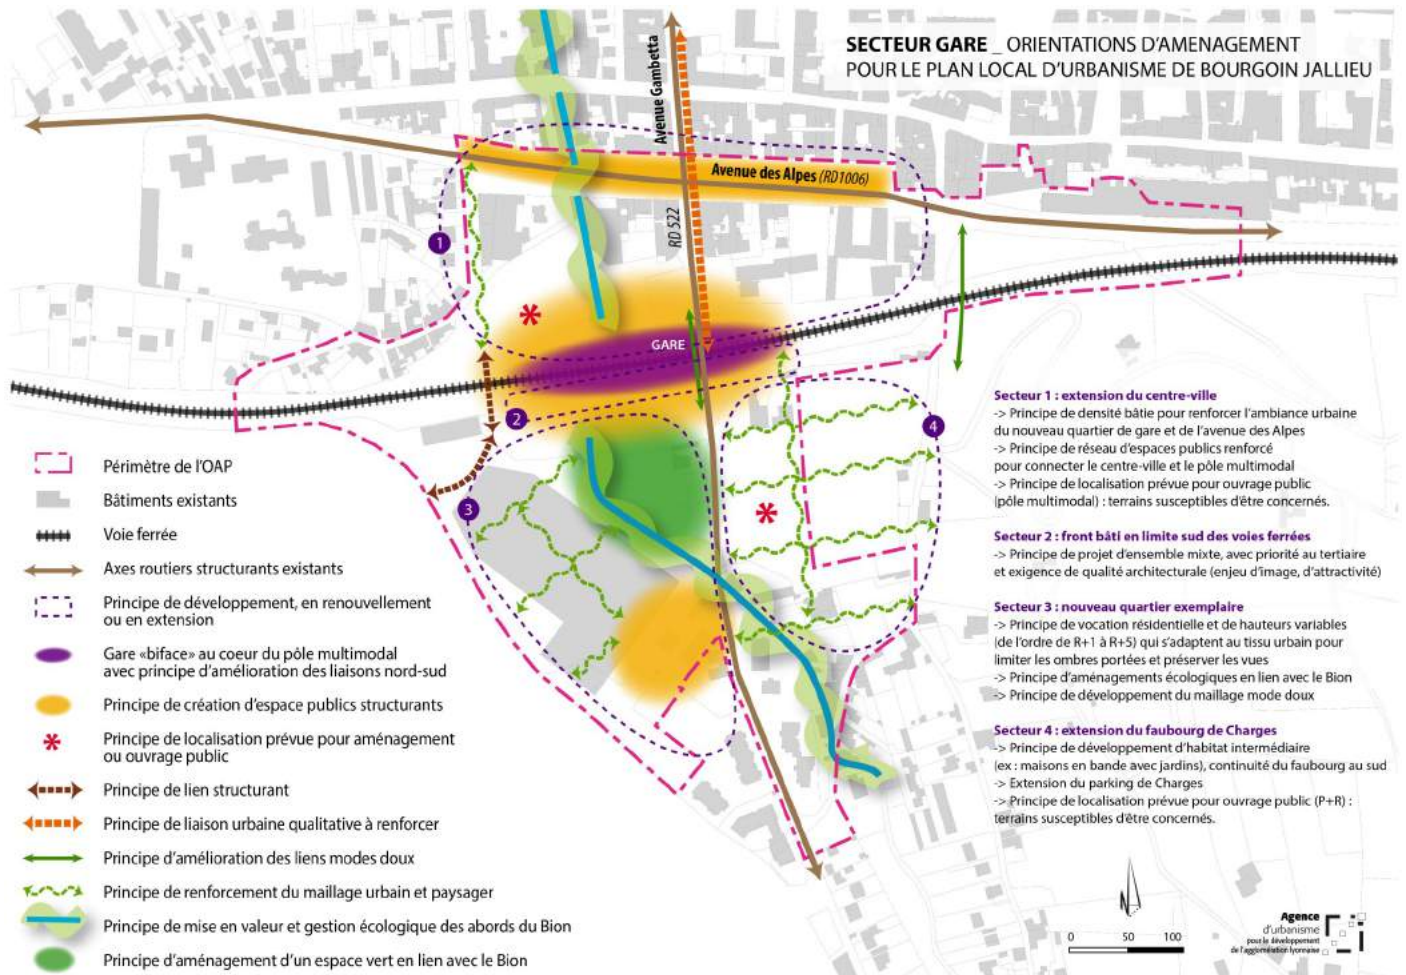 SECTEUR GARE _ ORIENTATIONS D'AMENAGEMENT
POUR LE PLAN LOCAL D'URBANISME DE BOURGOIN JALLIEU
Avenue Gambetta
Avenue des Alpes (RD1006)
RD 522
1
GARE
2
4
3
Périmètre de l'OAP
Bâtiments existants
Voie ferrée
Axes routiers structurants existants
Principe de développement, en renouvellement
ou en extension
Gare «biface» au coeur du pôle multimodal
avec principe d'amélioration des liaisons nord-sud
Principe de création d'espace publics structurants
Principe de localisation prévue pour aménagement
ou ouvrage public
Principe de lien structurant
Principe de liaison urbaine qualitative à renforcer
Principe d'amélioration des liens modes doux
Principe de renforcement du maillage urbain et paysager
Principe de mise en valeur et gestion écologique des abords du Bion
Principe d'aménagement d'un espace vert en lien avec le Bion
Secteur 1 : extension du centre-ville
-> Principe de densité bâtie pour renforcer l'ambiance urbaine
du nouveau quartier de gare et de l'avenue des Alpes
-> Principe de réseau d'espaces publics renforcé
pour connecter le centre-ville et le pôle multimodal
-> Principe de localisation prévue pour ouvrage public
(pôle multimodal) : terrains susceptibles d'être concernés.
Secteur 2 : front bâti en limite sud des voies ferrées
-> Principe de projet d'ensemble mixte, avec priorité au tertiaire
et exigence de qualité architecturale (enjeu d'image, d'attractivité)
Secteur 3 : nouveau quartier exemplaire
-> Principe de vocation résidentielle et de hauteurs variables
(de l'ordre de R+1 à R+5) qui s'adaptent au tissu urbain pour
limiter les ombres portées et préserver les vues
-> Principe d'aménagements écologiques en lien avec le Bion
-> Principe de développement du maillage mode doux
Secteur 4 : extension du faubourg de Charges
-> Principe de développement d'habitat intermédiaire
(ex : maisons en bande avec jardins), continuité du faubourg au sud
-> Extension du parking de Charges
-> Principe de localisation prévue pour ouvrage public (P+R) :
terrains susceptibles d'être concernés.
0 50 100
Agence
d'urbanisme
pour le développement
de l'agglomération lyonnaise